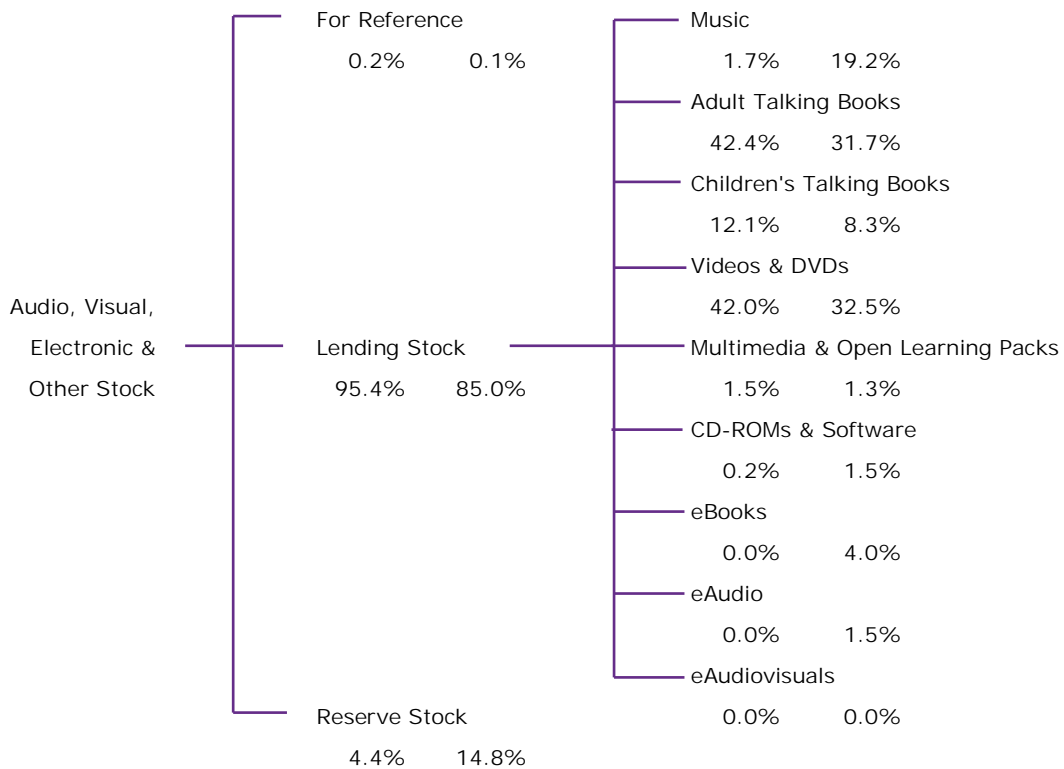 Audio, Visual,
Electronic &
Other Stock
For Reference
0.2% 0.1%
Lending Stock
95.4% 85.0%
Reserve Stock
4.4% 14.8%
Music
1.7% 19.2%
Adult Talking Books
42.4% 31.7%
Children's Talking Books
12.1% 8.3%
Videos & DVDs
42.0% 32.5%
Multimedia & Open Learning Packs
1.5% 1.3%
CD-ROMs & Software
0.2% 1.5%
eBooks
0.0% 4.0%
eAudio
0.0% 1.5%
eAudiovisuals
0.0% 0.0%